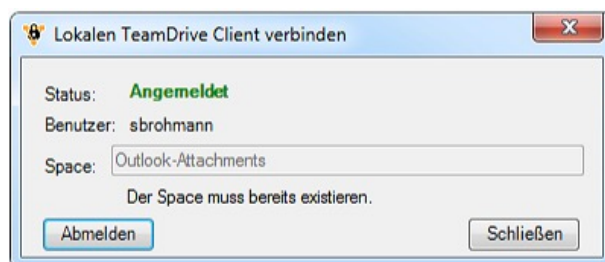 Lokalen TeamDrive Client verbinden
Status: Angemeldet
Benutzer: sbrohmann
Space: Outlook-Attachments
Der Space muss bereits existieren.
Abmelden Schließen